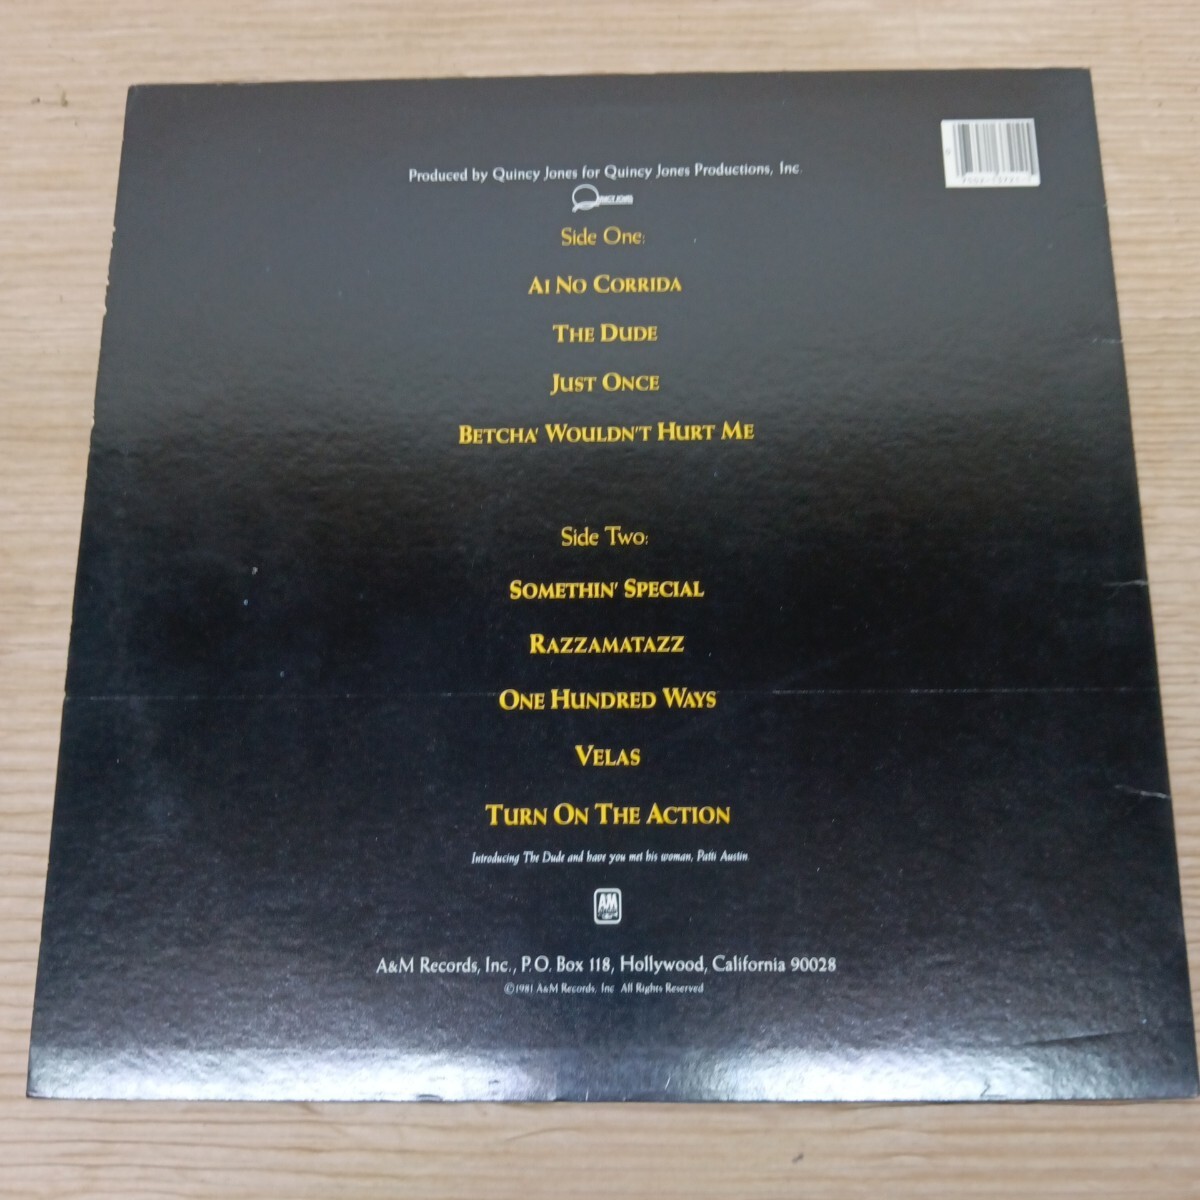 Produced by Quincy Jones for Quincy Jones Productions, Inc.
QUINCY JONES
Side One:
AI NO CORRIDA
THE DUDE
JUST ONCE
BETCHA' WOULDN'T HURT ME
Side Two:
SOMETHIN' SPECIAL
RAZZAMATAZZ
ONE HUNDRED WAYS
VELAS
TURN ON THE ACTION
Introducing The Dude and have you met his woman, Patti Austin
AM
A&M Records, Inc., P.O. Box 118, Hollywood, California 90028
©1981 A&M Records, Inc. All Rights Reserved